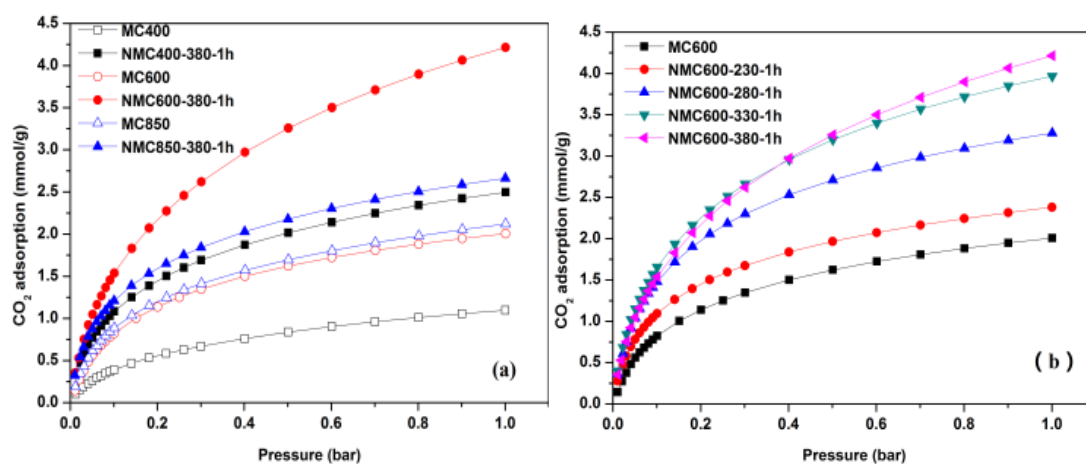 4.5
4.0
3.5
3.0
2.5
2.0
1.5
1.0
0.5
0.0
CO2 adsorption (mmol/g)
MC400
NMC400-380-1h
MC600
NMC600-380-1h
MC850
NMC850-380-1h
(a)
0.0 0.2 0.4 0.6 0.8 1.0
Pressure (bar)
4.5
4.0
3.5
3.0
2.5
2.0
1.5
1.0
0.5
0.0
CO2 adsorption (mmol/g)
MC600
NMC600-230-1h
NMC600-280-1h
NMC600-330-1h
NMC600-380-1h
( b )
0.0 0.2 0.4 0.6 0.8 1.0
Pressure (bar)